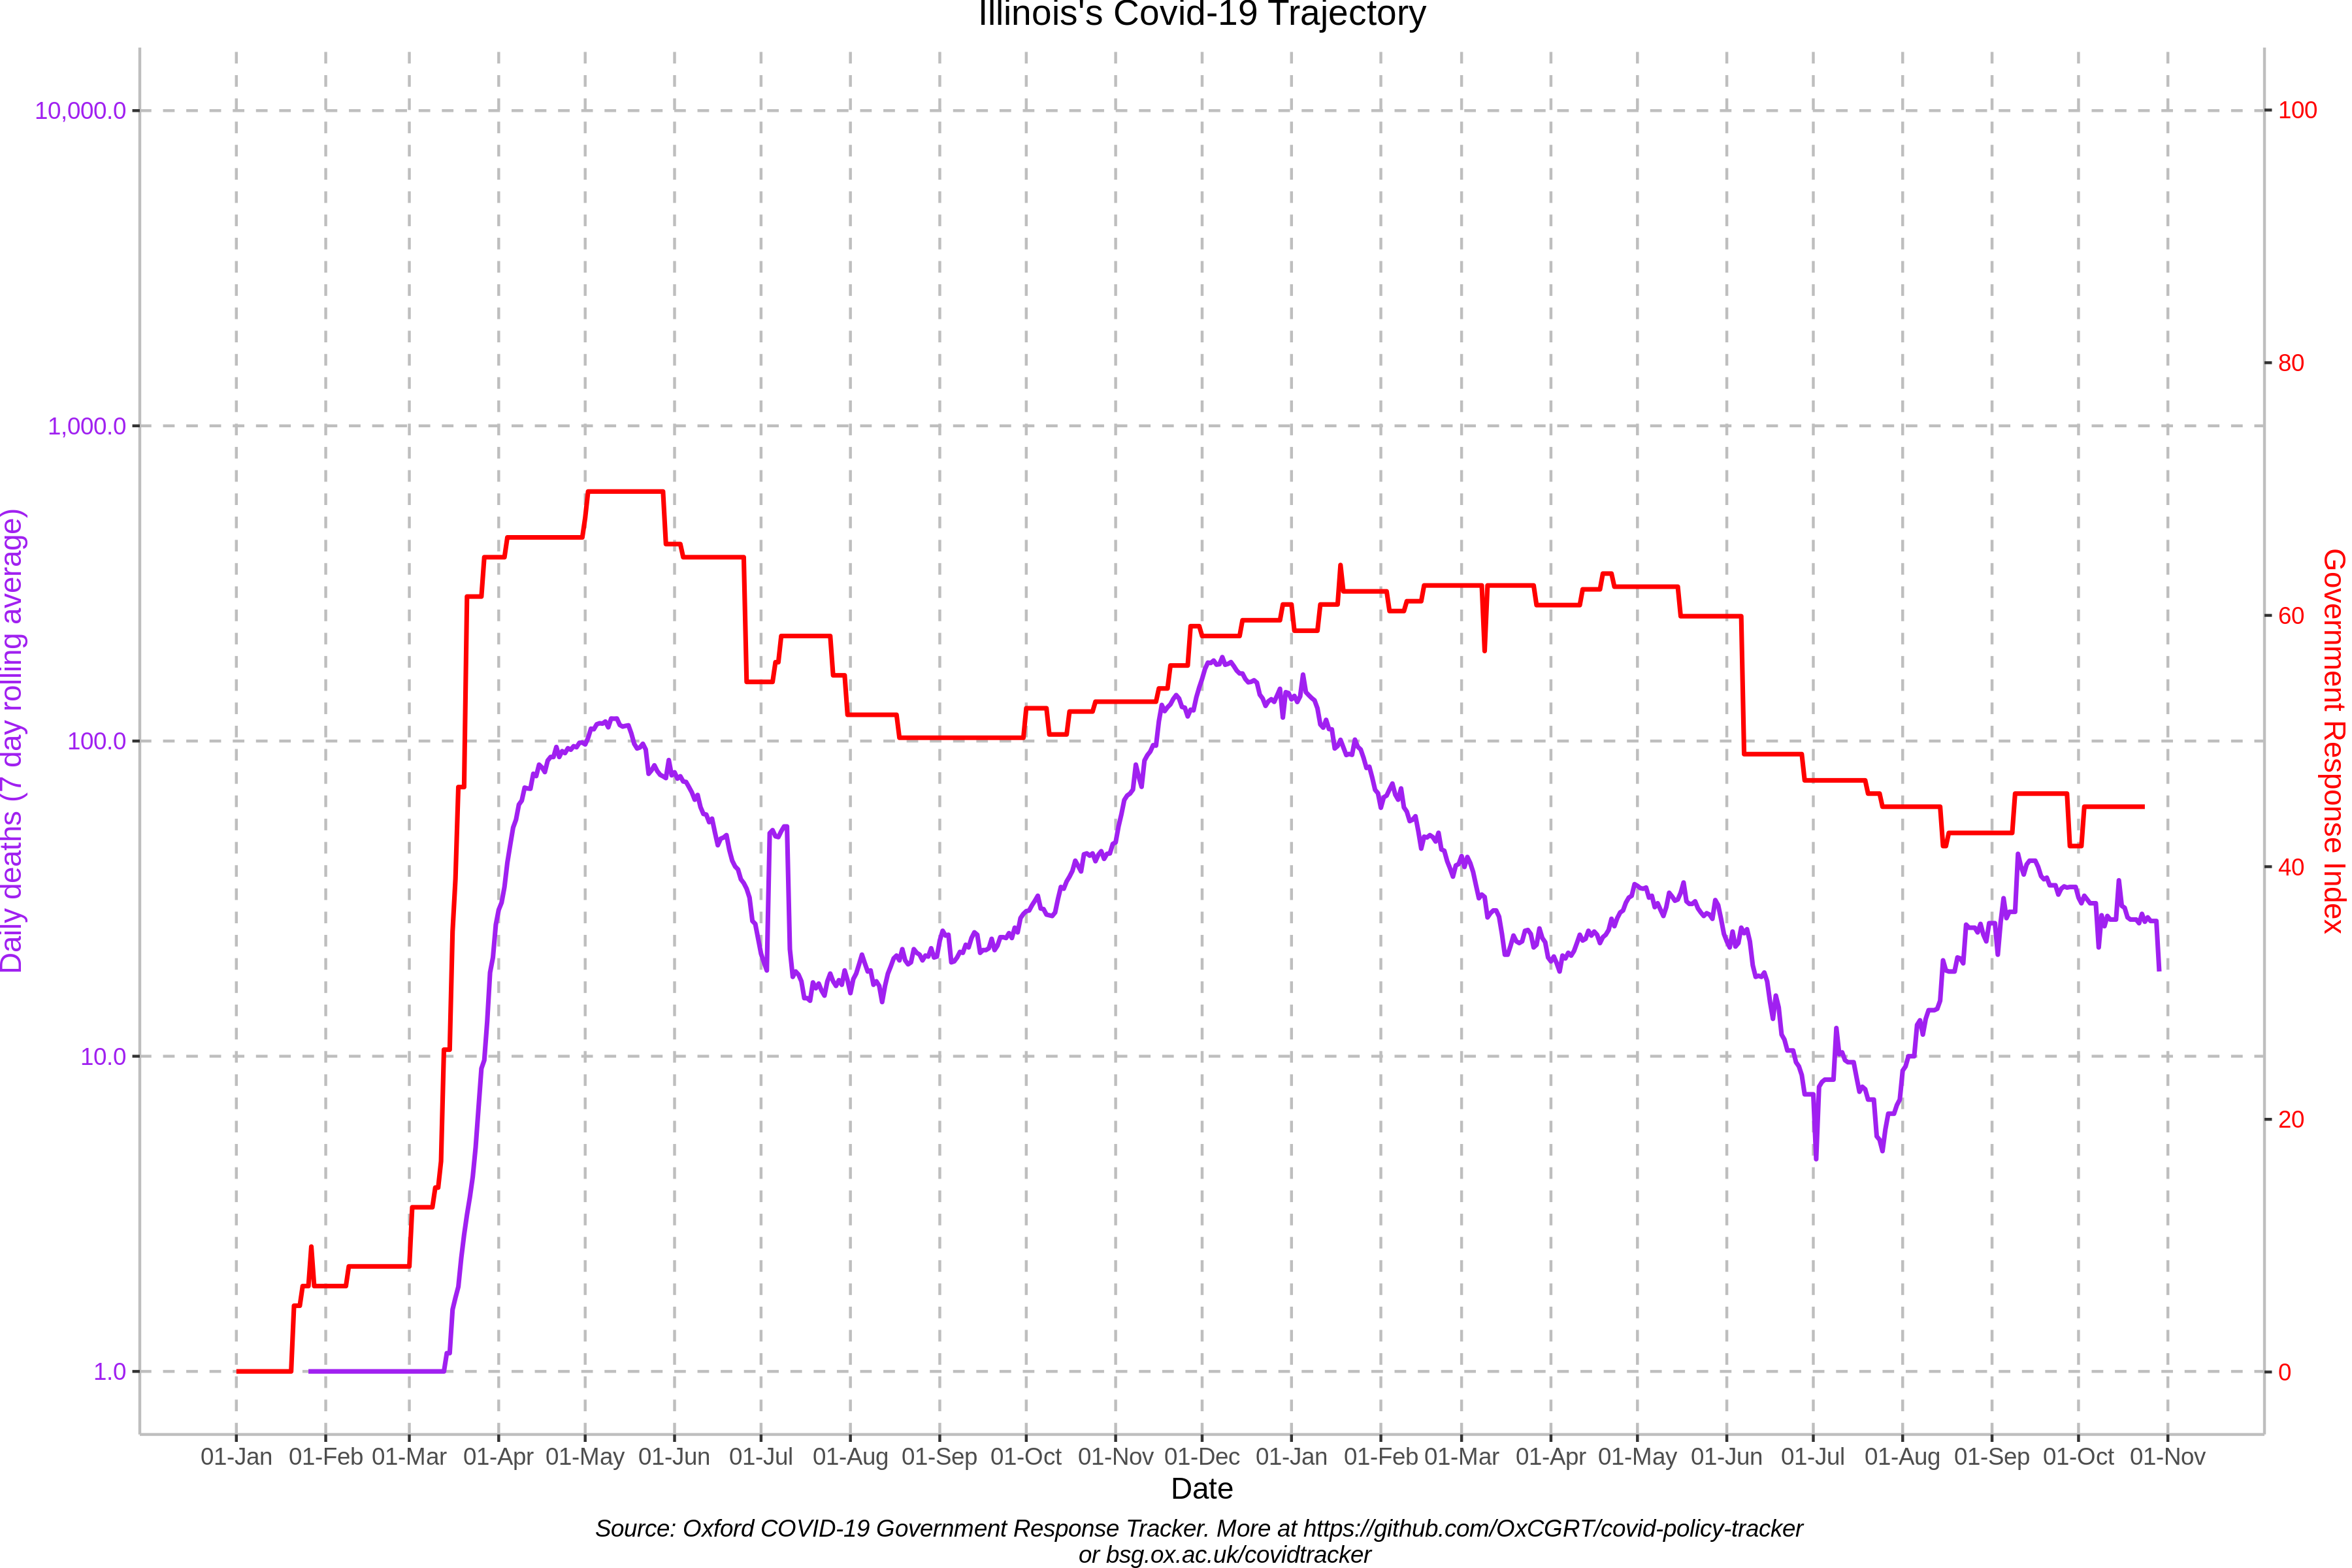 Illinois's Covid-19 Trajectory
10,000.0
1,000.0
100.0
10.0
1.0
Daily deaths (7 day rolling average)
100
80
60
40
20
0
Government Response Index
01-Jan 01-Feb 01-Mar 01-Apr 01-May 01-Jun 01-Jul 01-Aug 01-Sep 01-Oct 01-Nov 01-Dec 01-Jan 01-Feb 01-Mar 01-Apr 01-May 01-Jun 01-Jul 01-Aug 01-Sep 01-Oct 01-Nov
Date
Source: Oxford COVID-19 Government Response Tracker. More at https://github.com/OxCGRT/covid-policy-tracker
or bsg.ox.ac.uk/covidtracker